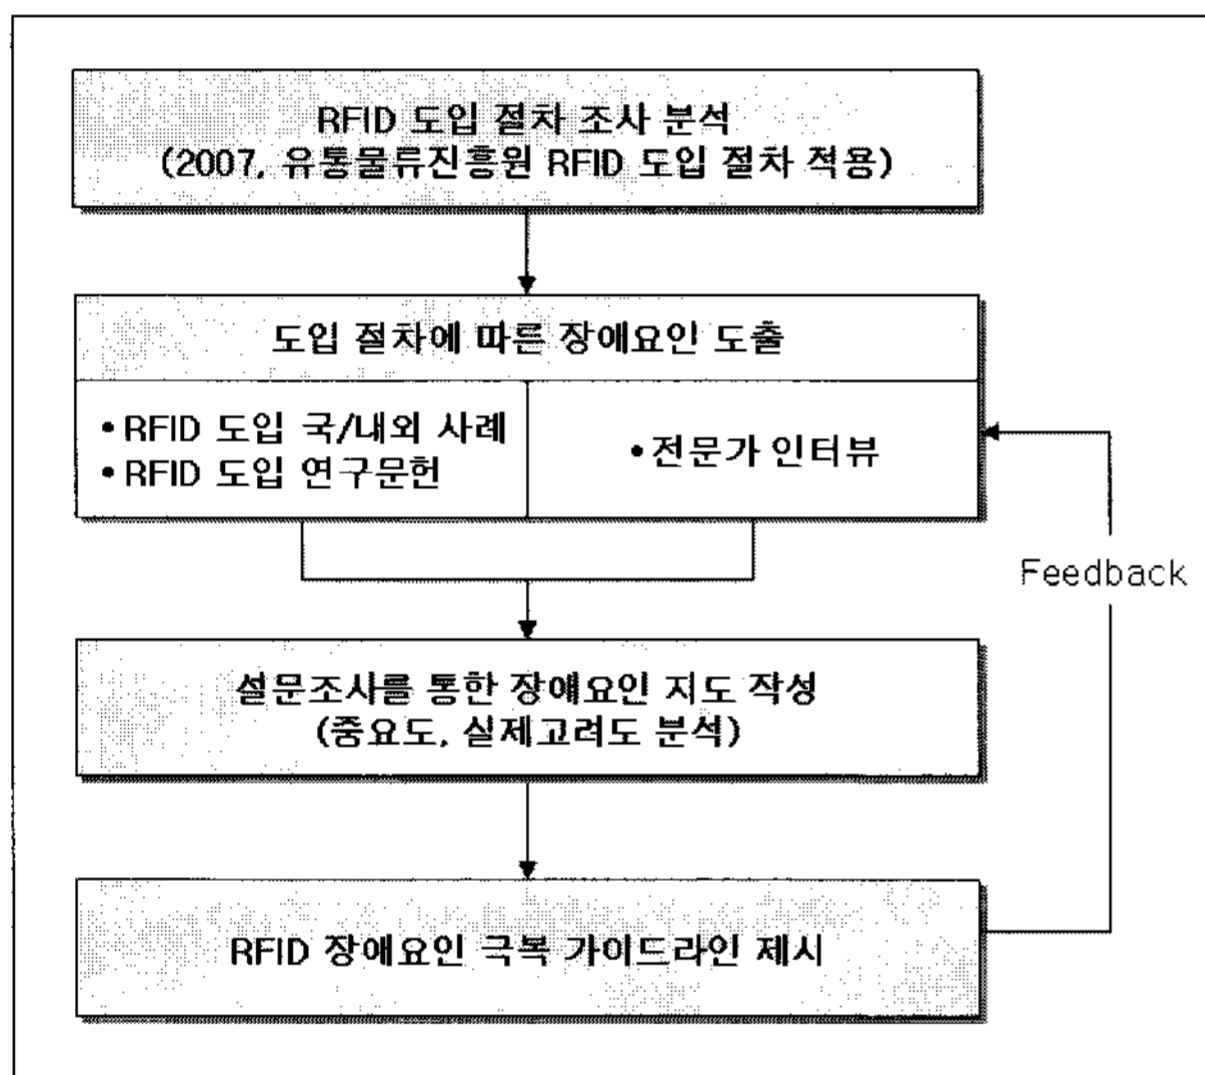 RFID 도입 절차 조사 분석
(2007, 유통물류진흥원 RFID 도입 절차 적용)
도입 절차에 따른 장애요인 도출
• RFID 도입 국/내외 사례
• RFID 도입 연구문헌
• 전문가 인터뷰
Feedback
설문조사를 통한 장애요인 지도 작성
(중요도, 실제고려도 분석)
RFID 장애요인 극복 가이드라인 제시